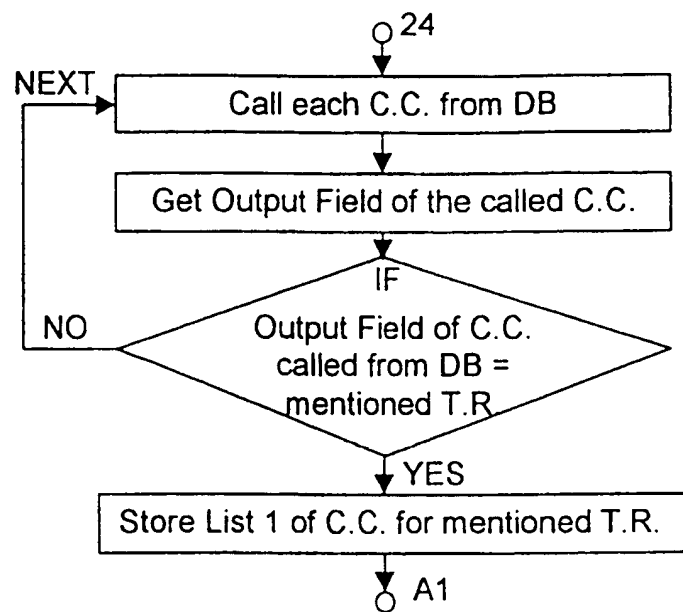 24
NEXT
Call each C.C. from DB
Get Output Field of the called C.C.
IF
NO
Output Field of C.C.
called from DB =
mentioned T.R.
YES
Store List 1 of C.C. for mentioned T.R.
A1